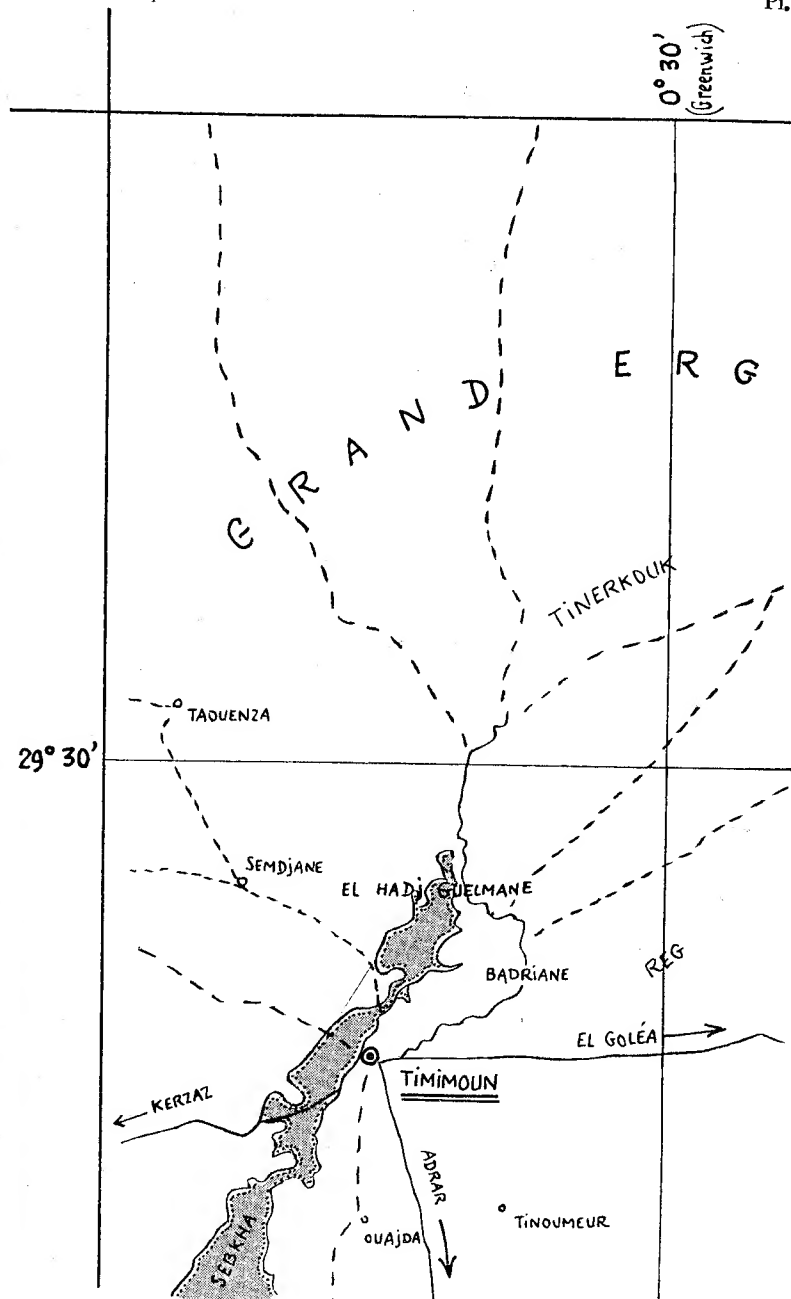 Pl.
0° 30'
(Greenwich)
GRAND ERG
TINERKOUK
TAOUENZA
29° 30'
SEMDjANE
EL HADj GUELMANE
BADRIANE
REG
EL GOLÉA
TiMiMOUN
KERZAZ
ADRAR
TiNOUMEUR
OUAjDA
SEBKHA